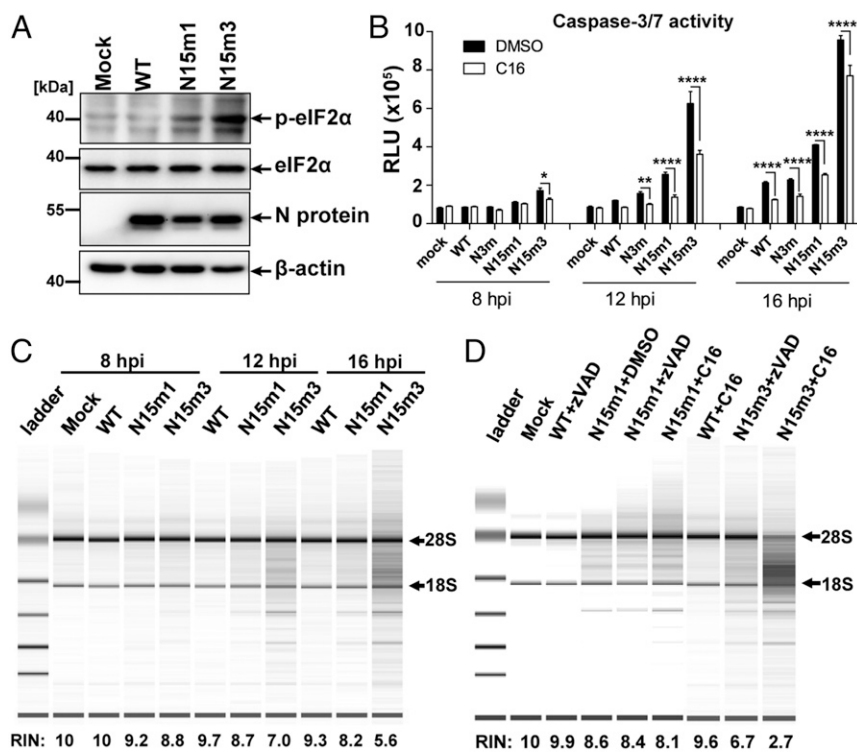 A
Mock WT N15m1 N15m3
[kDa]
40
p-eIF2α
40
eIF2α
55
N protein
40
β-actin
B
Caspase-3/7 activity
DMSO
C16
RLU (x10⁵)
10
8
6
4
2
0
* ** **** **** **** **** **** **** ****
mock WT N3m N15m1 N15m3 mock WT N3m N15m1 N15m3 mock WT N3m N15m1 N15m3
8 hpi 12 hpi 16 hpi
C
8 hpi 12 hpi 16 hpi
ladder Mock WT N15m1 N15m3 WT N15m1 N15m3 WT N15m1 N15m3
28S
18S
RIN: 10 10 9.2 8.8 9.7 8.7 7.0 9.3 8.2 5.6
D
ladder Mock WT+zVAD N15m1+DMSO N15m1+zVAD N15m1+C16 WT+C16 N15m3+zVAD N15m3+C16
28S
18S
RIN: 10 9.9 8.6 8.4 8.1 9.6 6.7 2.7